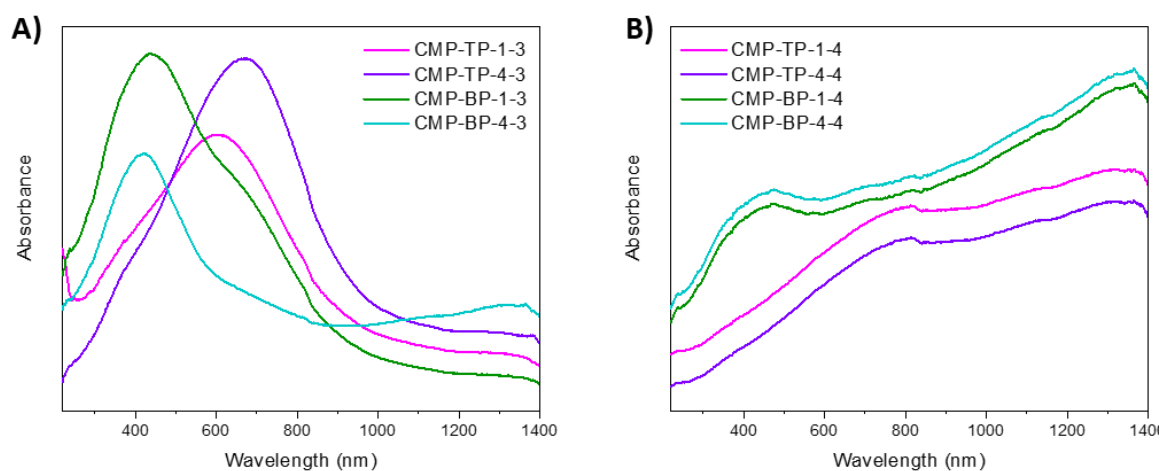 A)
CMP-TP-1-3
CMP-TP-4-3
CMP-BP-1-3
CMP-BP-4-3
Absorbance
400 600 800 1000 1200 1400
Wavelength (nm)
B)
CMP-TP-1-4
CMP-TP-4-4
CMP-BP-1-4
CMP-BP-4-4
Absorbance
400 600 800 1000 1200 1400
Wavelength (nm)